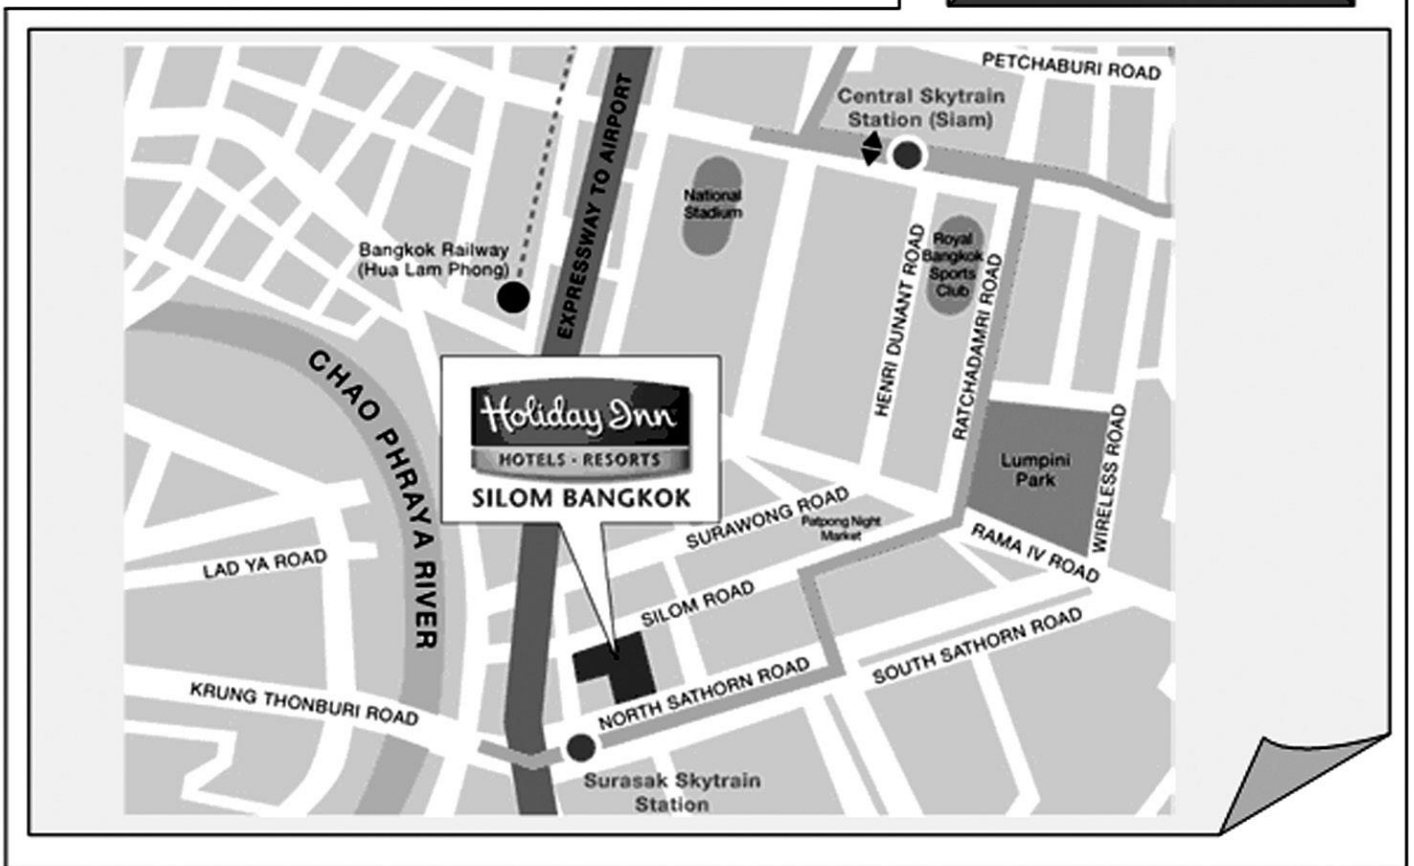 PETCHABURI ROAD
Central Skytrain
Station (Siam)
EXPRESSWAY TO AIRPORT
National
Stadium
Bangkok Railway
(Hua Lam Phong)
HENRI DUNANT ROAD
Royal
Bangkok
Sports
Club
RATCHADAMRI ROAD
CHAO PHRAYA RIVER
Holiday Inn
HOTELS · RESORTS
SILOM BANGKOK
Lumpini
Park
WIRELESS ROAD
SURAWONG ROAD
Patpong Night
Market
RAMA IV ROAD
LAD YA ROAD
SILOM ROAD
SOUTH SATHORN ROAD
NORTH SATHORN ROAD
KRUNG THONBURI ROAD
Surasak Skytrain
Station